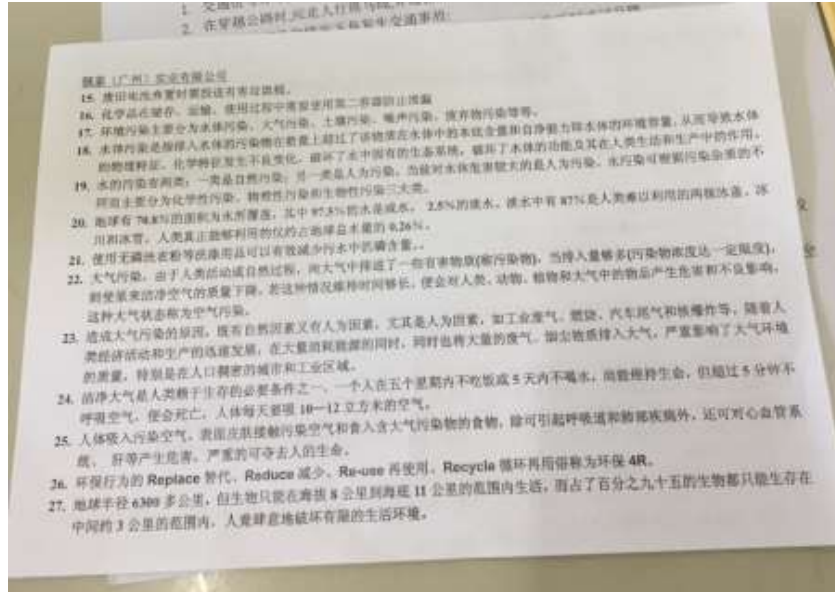 1. 交通信
2. 在穿越公路时,应走人行
发生交通事故
（广州）实业有限公司
15. 废旧电池弃置时需投进有害垃圾桶。
16. 化学品在储存、运输、使用过程中需要使用第二容器防止泄漏
17. 环境污染主要分为水体污染、大气污染、土壤污染、噪声污染、废弃物污染等等。
18. 水体污染是指排入水体的污染物在数量上超过了该物质在水体中的本底含量和自净能力即水体的环境容量，从而导致水体
的物理特征、化学特征发生不良变化，破坏了水中固有的生态系统，破坏了水体的功能及其在人类生活和生产中的作用。
19. 水的污染有两类：一类是自然污染；另一类是人为污染。当前对水体危害较大的是人为污染。水污染可根据污染杂质的不
同而主要分为化学性污染、物理性污染和生物性污染三大类。
20. 地球有70.8%的面积为水所覆盖，其中97.5%的水是咸水，2.5%的淡水，淡水中有87%是人类难以利用的两极冰盖、冰
川和冰雪。人类真正能够利用的仅约占地球总水量的0.26%。
21. 使用无磷洗衣粉等洗涤用品可以有效减少污水中的磷含量。
22. 大气污染，由于人类活动或自然过程，向大气中排进了一些有害物质(称污染物)，当排入量够多(污染物浓度达一定限度)，
则使原来洁净空气的质量下降。若这种情况维持时间够长，便会对人类、动物、植物和大气中的物品产生危害和不良影响。
这种大气状态称为空气污染。
23. 造成大气污染的原因，既有自然因素又有人为因素，尤其是人为因素，如工业废气、燃烧、汽车尾气和核爆炸等。随着人
类经济活动和生产的迅速发展，在大量消耗能源的同时，同时也将大量的废气、烟尘物质排入大气，严重影响了大气环境
的质量，特别是在人口稠密的城市和工业区域。
24. 洁净大气是人类赖于生存的必要条件之一，一个人在五个星期内不吃饭或5天内不喝水，尚能维持生命，但超过5分钟不
呼吸空气，便会死亡。人体每天要吸10—12立方米的空气。
25. 人体吸入污染空气、表面皮肤接触污染空气和食入含大气污染物的食物，除可引起呼吸道和肺部疾病外，还可对心血管系
统、肝等产生危害，严重的可夺去人的生命。
26. 环保行为的 Replace 替代、Reduce 减少、Re-use 再使用、Recycle 循环再用俗称为环保 4R。
27. 地球半径6300多公里，但生物只能在海拔8公里到海底11公里的范围内生活，而占了百分之九十五的生物都只能生存在
中间约3公里的范围内，人竟肆意地破坏有限的生活环境。